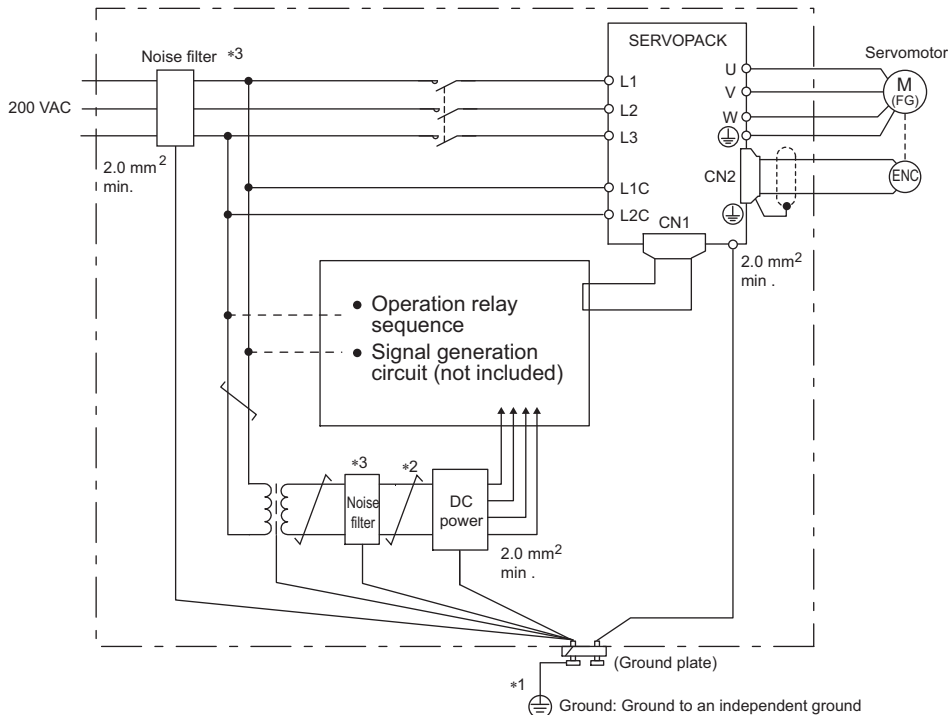 Noise filter *3
SERVOPACK
Servomotor
200 VAC
L1
L2
L3
L1C
L2C
U
V
W
M
(FG)
CN2
ENC
CN1
2.0 mm2
min.
2.0 mm2
min .
• Operation relay
sequence
• Signal generation
circuit (not included)
*3
*2
Noise
filter
DC
power
2.0 mm2
min .
(Ground plate)
*1
Ground: Ground to an independent ground